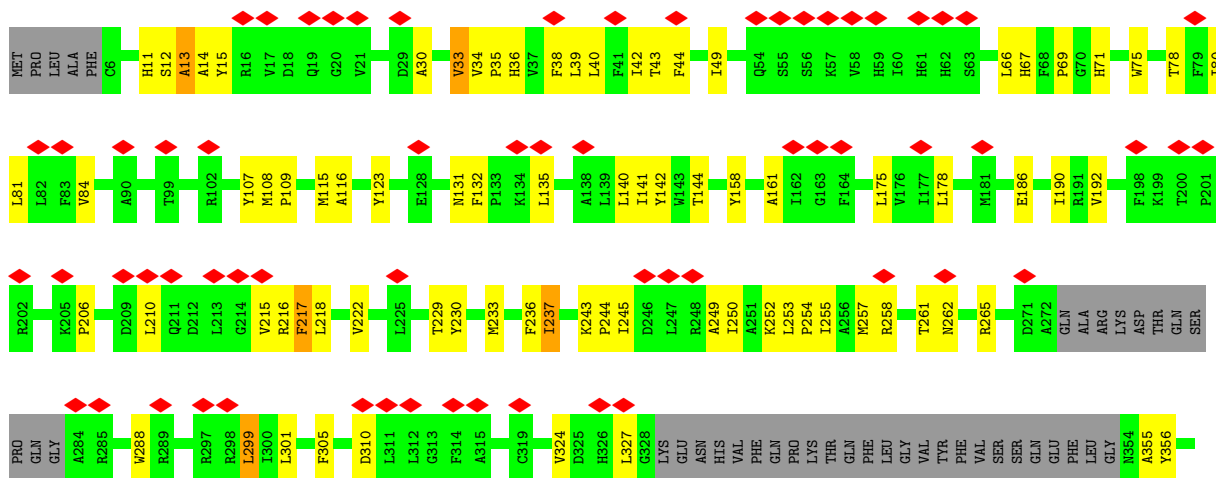 MET PRO LEU ALA PHE C6 H11 S12 A13 A14 Y15 R16 V17 D18 Q19 G20 V21 D29 A30 V33 V34 P35 H36 V37 F38 L39 L40 F41 I42 T43 F44 I49 Q54 S55 S56 K57 V58 H59 I60 H61 H62 S63 L66 H67 F68 P69 G70 H71 W75 T78 F79
L81 L82 F83 V84 A90 T99 R102 Y107 M108 P109 M115 A116 Y123 E128 N131 F132 P133 K134 L135 A138 L139 L140 I141 Y142 W143 T144 Y158 A161 I162 G163 F164 L175 V176 I177 L178 M181 E186 I190 R191 V192 F198 K199 T200 P201
R202 K205 P206 D209 L210 Q211 D212 L213 G214 V215 R216 F217 L218 V222 L225 T229 Y230 M233 F236 I237 K243 P244 I245 D246 L247 R248 A249 I250 A251 K252 L253 P254 I255 A256 M257 R258 T261 N262 R265 D271 A272 GLN ALA ARG LYS ASP THR GLN SER
PRO GLN GLY A284 R285 W288 R289 R297 R298 L299 I300 L301 F305 D310 L311 L312 G313 F314 A315 C319 V324 D325 H326 L327 G328 LYS GLU ASN HIS VAL PHE GLN PRO LYS THR GLN PHE LEU GLY VAL TYR PHE VAL SER SER GLN GLU PHE LEU GLY N354 A355 Y356